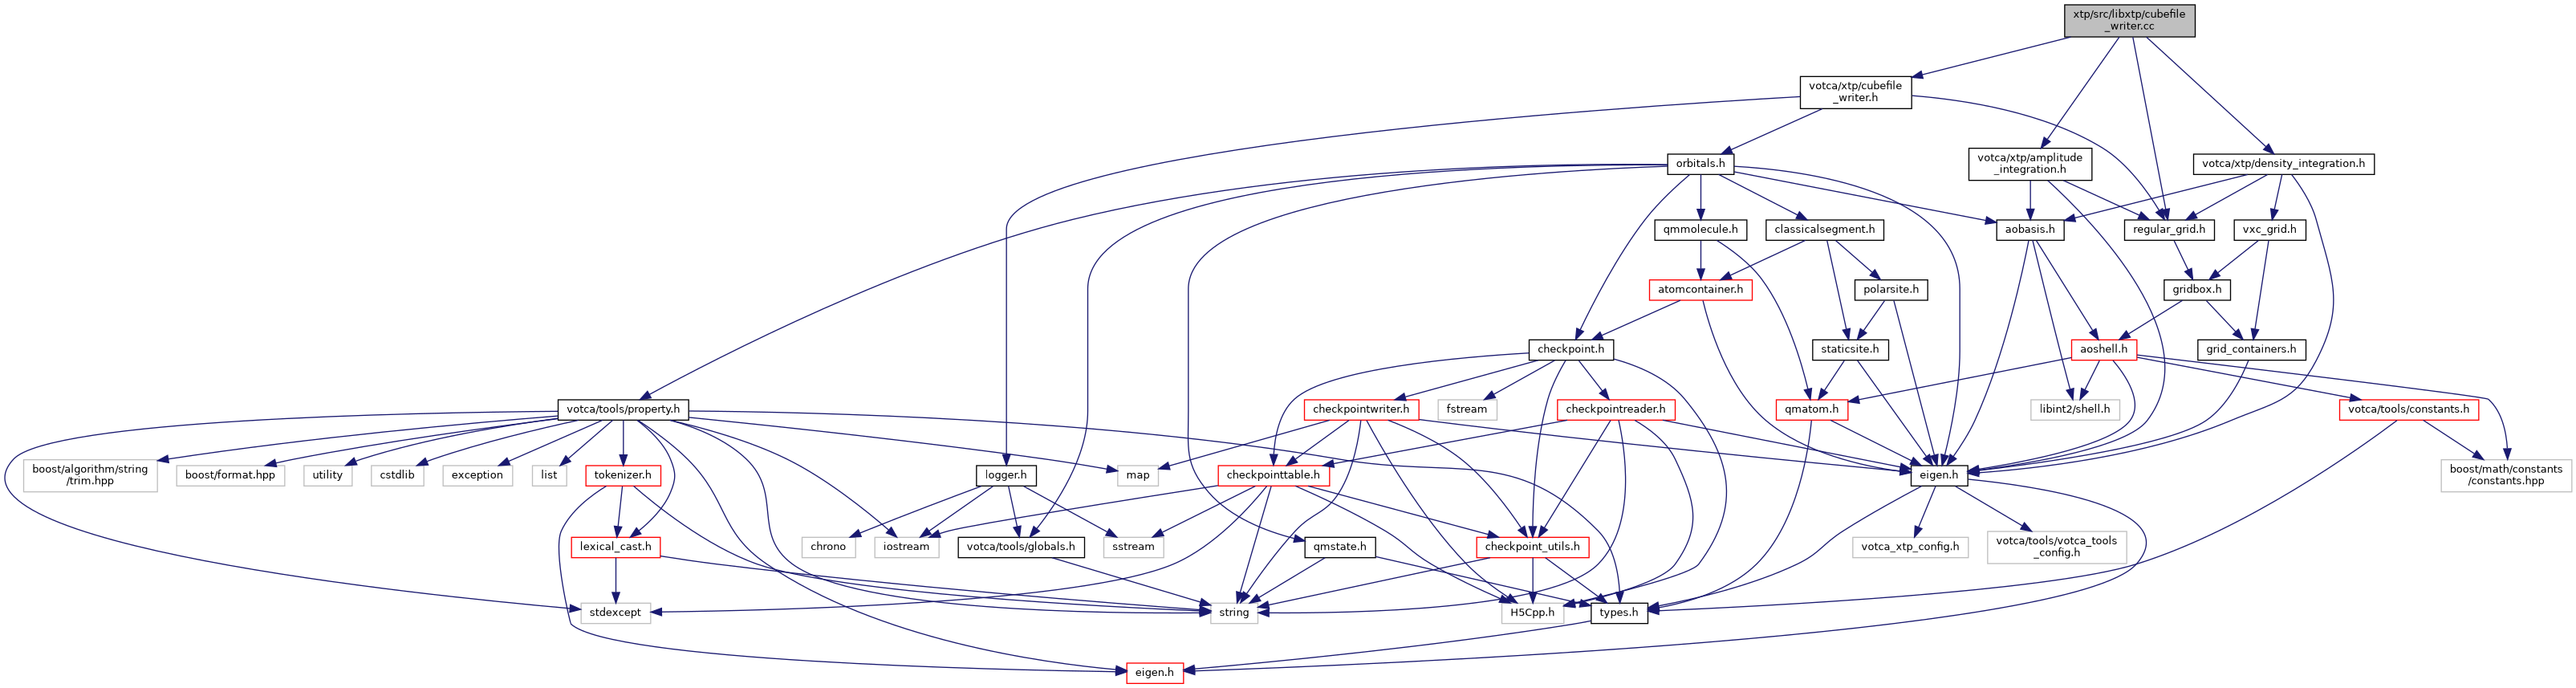 xtp/src/libxtp/cubefile
_writer.cc
votca/xtp/cubefile
_writer.h
orbitals.h
votca/xtp/amplitude
_integration.h
votca/xtp/density_integration.h
qmmolecule.h
classicalsegment.h
aobasis.h
regular_grid.h
vxc_grid.h
atomcontainer.h
polarsite.h
gridbox.h
checkpoint.h
staticsite.h
aoshell.h
grid_containers.h
votca/tools/property.h
checkpointwriter.h
fstream
checkpointreader.h
qmatom.h
libint2/shell.h
votca/tools/constants.h
boost/algorithm/string
/trim.hpp
boost/format.hpp
utility
cstdlib
exception
list
tokenizer.h
logger.h
map
checkpointtable.h
eigen.h
boost/math/constants
/constants.hpp
lexical_cast.h
chrono
iostream
votca/tools/globals.h
sstream
qmstate.h
checkpoint_utils.h
votca_xtp_config.h
votca/tools/votca_tools
_config.h
stdexcept
string
H5Cpp.h
types.h
eigen.h